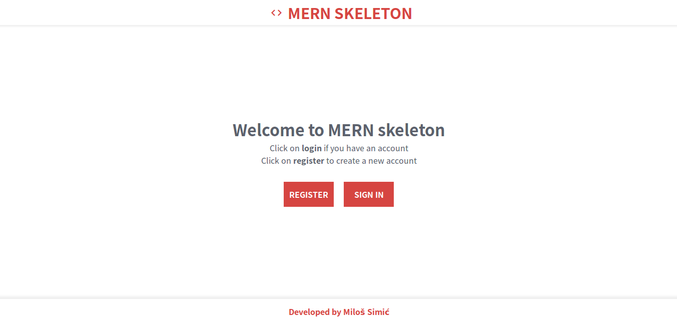 <> MERN SKELETON
Welcome to MERN skeleton
Click on login if you have an account
Click on register to create a new account
REGISTER SIGN IN
Developed by Miloš Simić